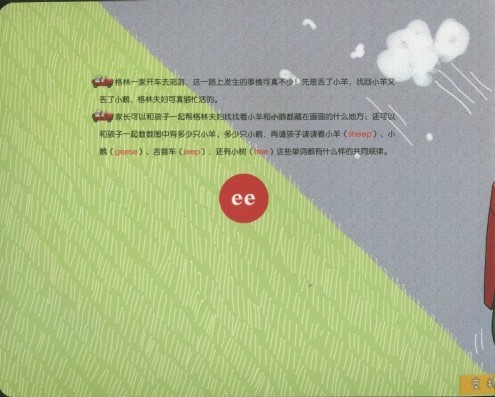 格林一家开车去郊游，这一路上发生的事情可真不少！先是丢了小羊，找回小羊又
丢了小鹅，格林夫妇可真够忙活的。
家长可以和孩子一起帮格林夫妇找找看小羊和小鹅都藏在画面的什么地方；还可以
和孩子一起数数图中有多少只小羊、多少只小鹅，再请孩子读读看小羊（sheep）、小
鹅（geese）、吉普车（jeep），还有小树（tree）这些单词都有什么样的共同规律。
ee